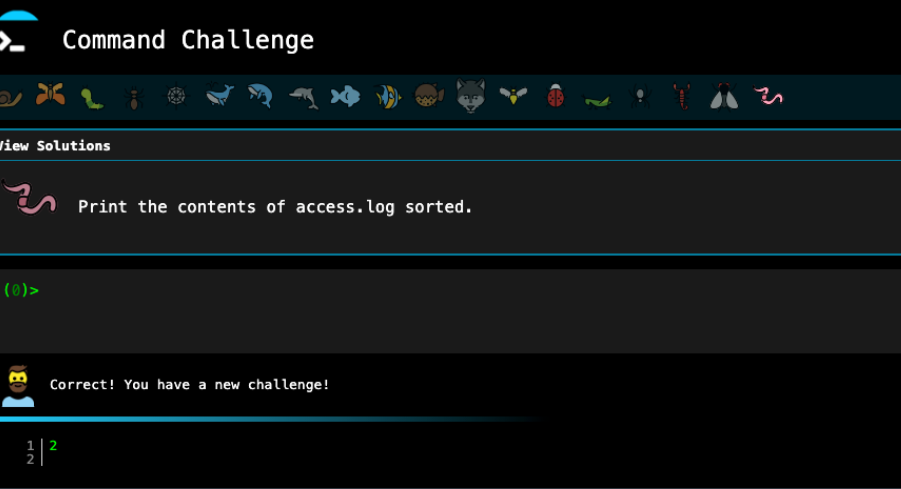 Command Challenge
View Solutions
Print the contents of access.log sorted.
(0)>
Correct! You have a new challenge!
1 2
2